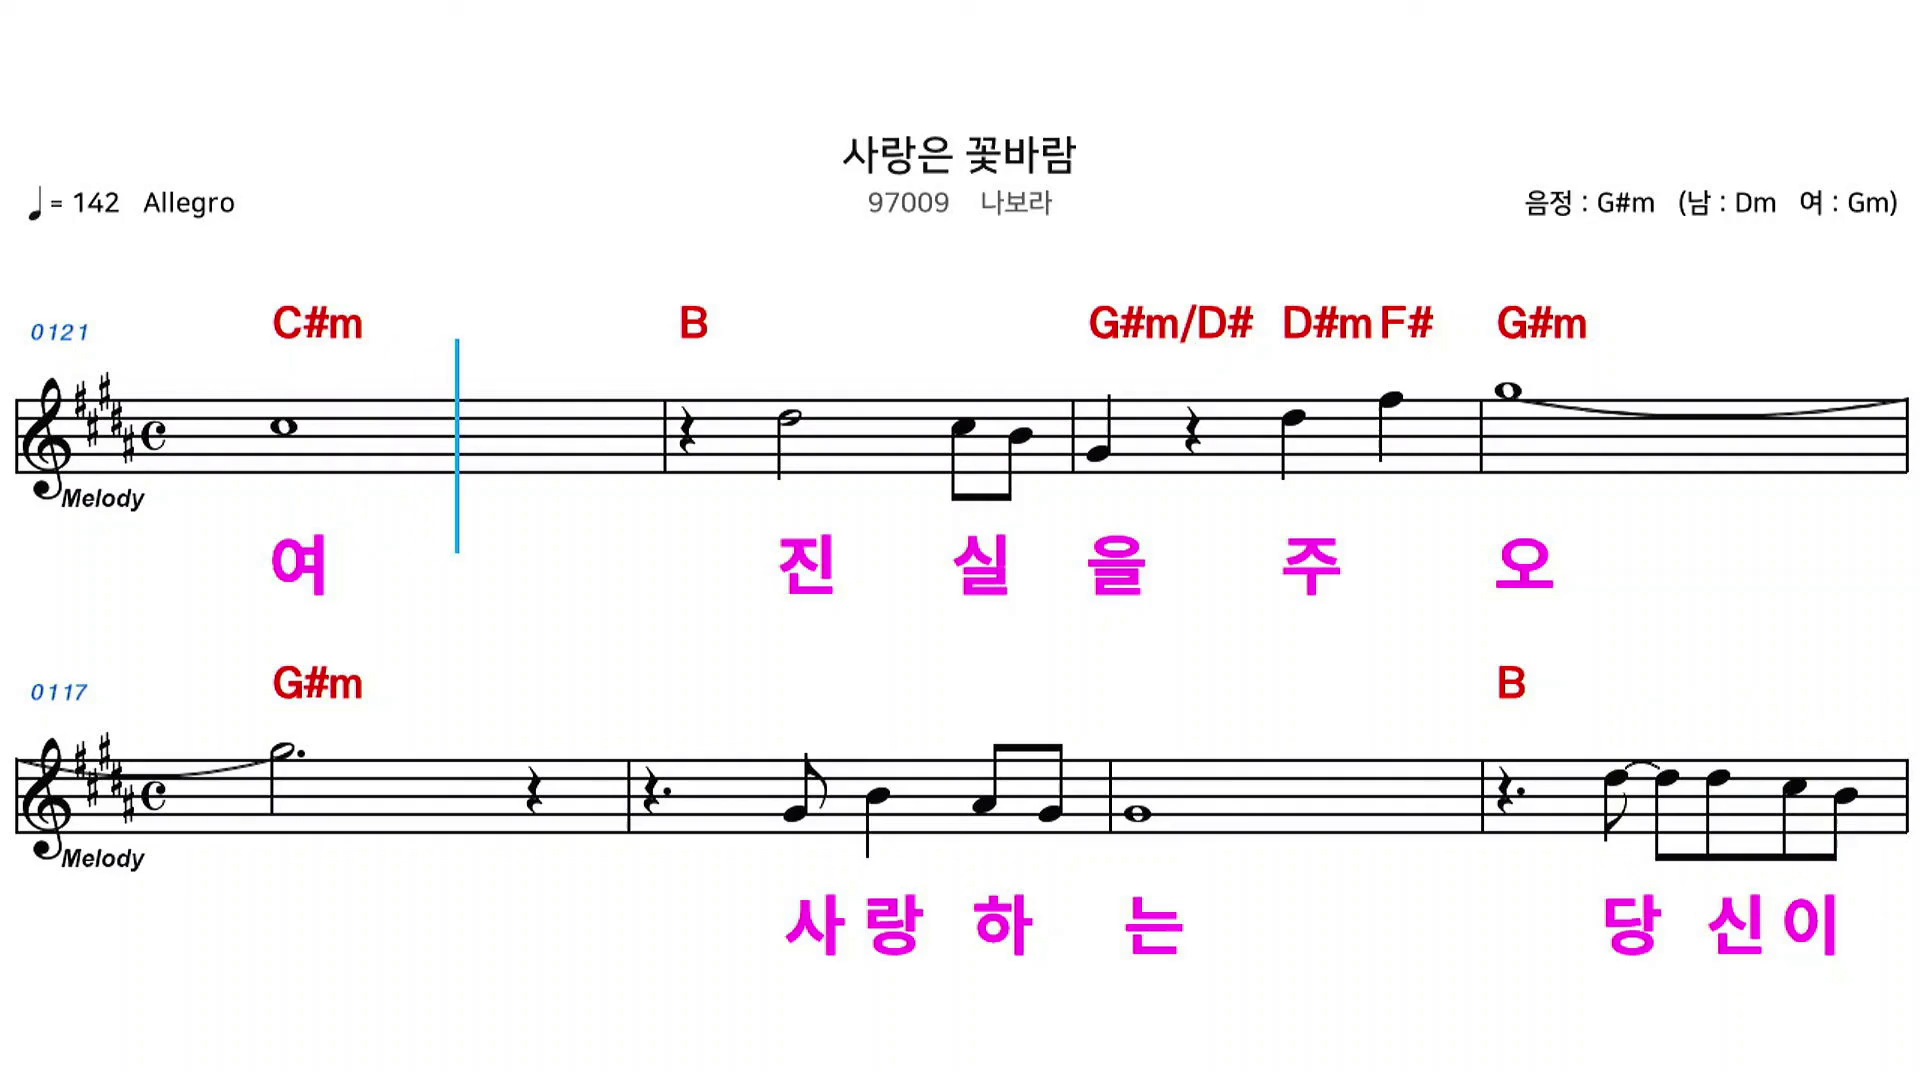 사랑은 꽃바람
♩= 142 Allegro
97009 나보라
음정 : G#m (남 : Dm 여 : Gm)
0121 C#m B G#m/D# D#m F# G#m
Melody
여 진 실 을 주 오
0117 G#m B
Melody
사 랑 하 는 당 신 이